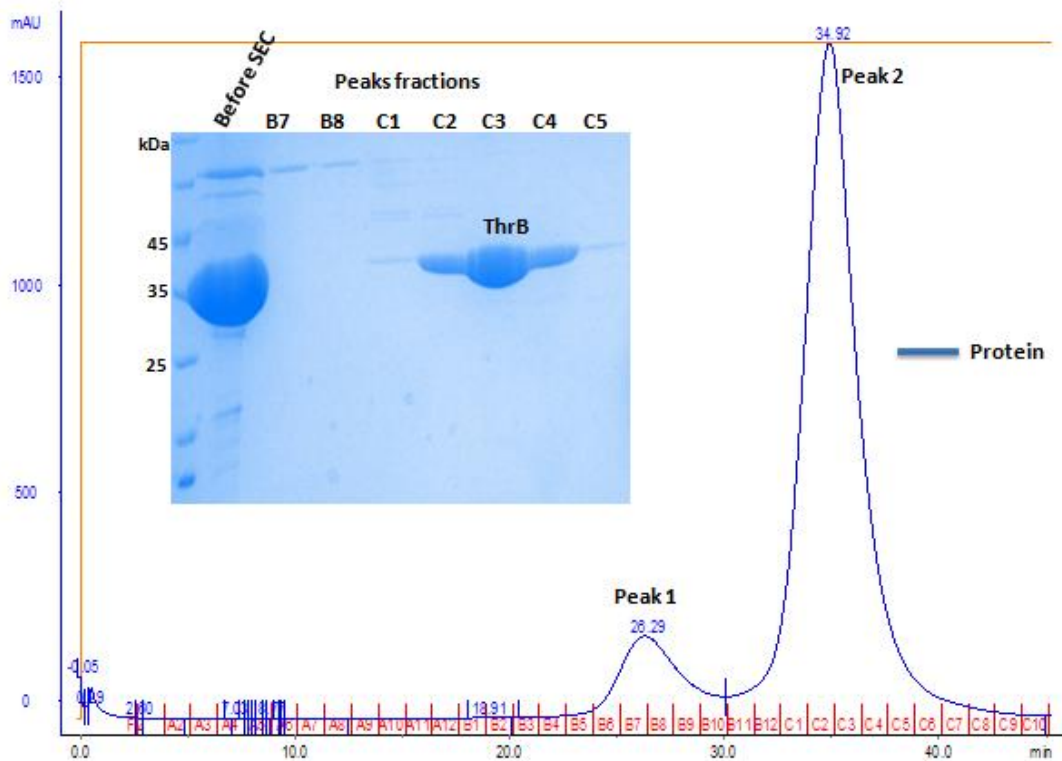 mAU
34.92
1500
Peak 2
Before SEC
Peaks fractions
B7 B8 C1 C2 C3 C4 C5
kDa
ThrB
45
35
25
1000
Protein
500
Peak 1
26.29
-0.05
0
18.91
A2 A3 A4 A7 A8 A9 A10 A11 A12 B1 B2 B3 B4 B5 B6 B7 B8 B9 B10 B11 B12 C1 C2 C3 C4 C5 C6 C7 C8 C9 C10
0.0 10.0 20.0 30.0 40.0 min